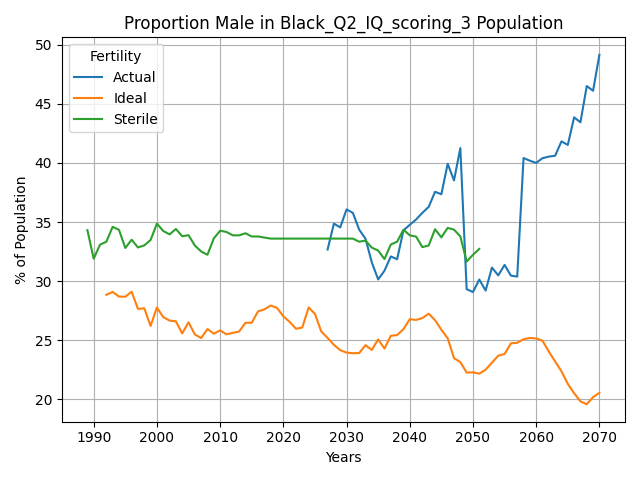 Proportion Male in Black_Q2_IQ_scoring_3 Population
Fertility
Actual
Ideal
Sterile
% of Population
50
45
40
35
30
25
20
1990 2000 2010 2020 2030 2040 2050 2060 2070
Years